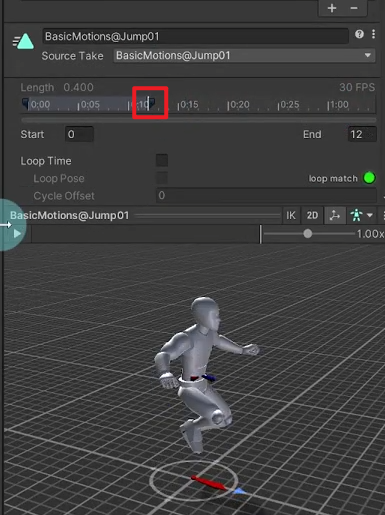 BasicMotions@Jump01
Source Take BasicMotions@Jump01
Length 0.400 30 FPS
0:00 0:05 0:10 0:15 0:20 0:25 1:00
Start 0 End 12
Loop Time
Loop Pose loop match
Cycle Offset 0
BasicMotions@Jump01 IK 2D
1.00x